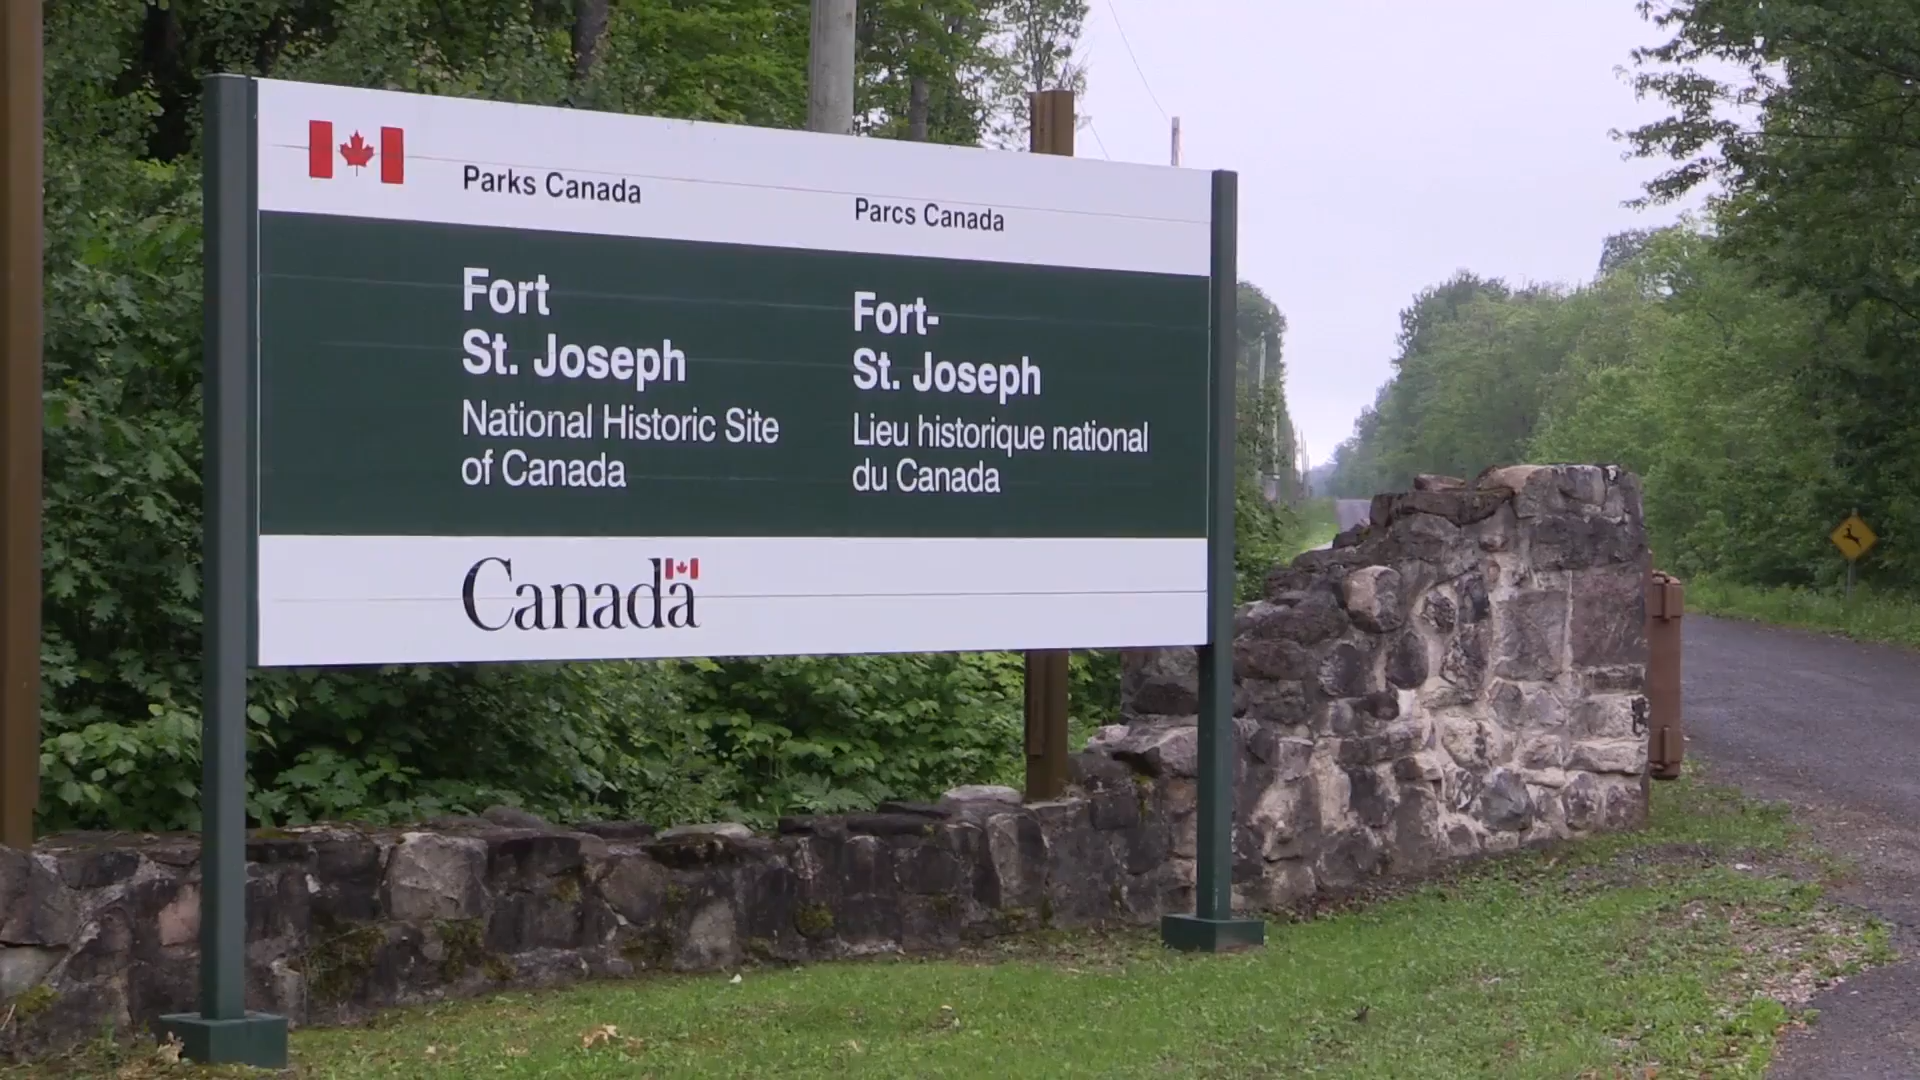 Parks Canada
Parcs Canada
Fort
St. Joseph
National Historic Site
of Canada
Fort-
St. Joseph
Lieu historique national
du Canada
Canada